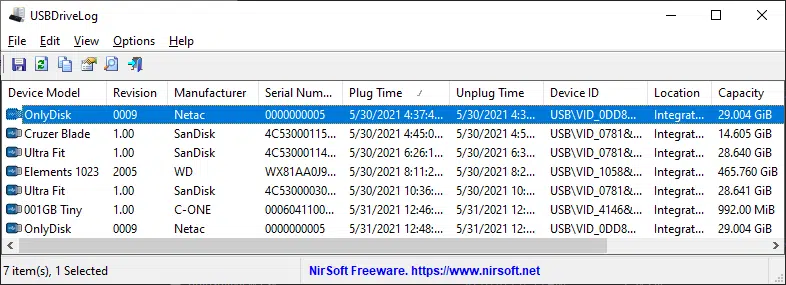 USBDriveLog
File Edit View Options Help
Device Model Revision Manufacturer Serial Num... Plug Time Unplug Time Device ID Location Capacity
OnlyDisk 0009 Netac 0000000005 5/30/2021 4:37:4... 5/30/2021 4:3... USB\VID_0DD8... Integrat... 29.004 GiB
Cruzer Blade 1.00 SanDisk 4C53000115... 5/30/2021 4:45:0... 5/30/2021 4:5... USB\VID_0781&... Integrat... 14.605 GiB
Ultra Fit 1.00 SanDisk 4C53000114... 5/30/2021 6:26:1... 5/30/2021 6:3... USB\VID_0781&... Integrat... 28.640 GiB
Elements 1023 2005 WD WX81AA0J9... 5/30/2021 8:11:2... 5/30/2021 8:2... USB\VID_1058&... Integrat... 465.760 GiB
Ultra Fit 1.00 SanDisk 4C53000030... 5/30/2021 10:36:... 5/30/2021 10:... USB\VID_0781&... Integrat... 28.641 GiB
001GB Tiny 1.00 C-ONE 0006041100... 5/31/2021 12:46:... 5/31/2021 12:... USB\VID_4146&... Integrat... 992.00 MiB
OnlyDisk 0009 Netac 0000000005 5/31/2021 12:48:... 5/31/2021 12:... USB\VID_0DD8... Integrat... 29.004 GiB
7 item(s), 1 Selected NirSoft Freeware. https://www.nirsoft.net